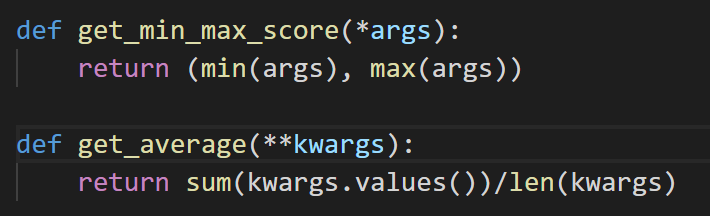 def get_min_max_score(*args):
    return (min(args), max(args))
def get_average(**kwargs):
    return sum(kwargs.values())/len(kwargs)